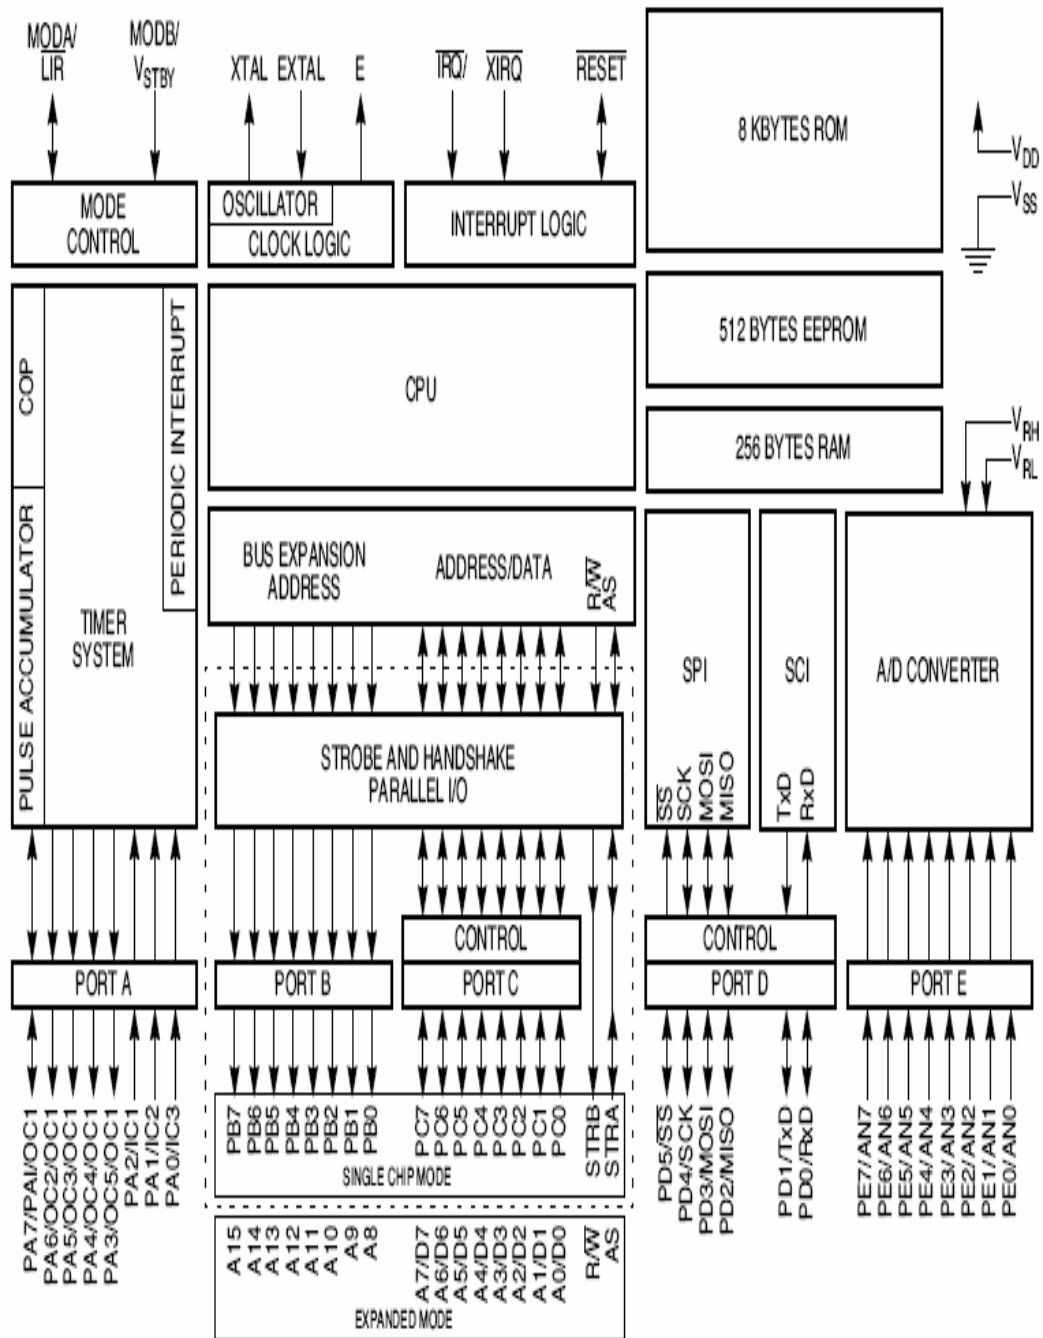 MODA/
LIR
MODB/
VSTBY
XTAL
EXTAL
E
IRQ/
XIRQ
RESET
8 KBYTES ROM
VDD
VSS
MODE
CONTROL
OSCILLATOR
CLOCK LOGIC
INTERRUPT LOGIC
512 BYTES EEPROM
COP
PERIODIC INTERRUPT
CPU
256 BYTES RAM
VRH
VRL
PULSE ACCUMULATOR
TIMER
SYSTEM
BUS EXPANSION
ADDRESS
ADDRESS/DATA
R/W
AS
SPI
SCI
A/D CONVERTER
STROBE AND HANDSHAKE
PARALLEL I/O
SS
SCK
MOSI
MISO
TxD
RxD
CONTROL
CONTROL
PORT A
PORT B
PORT C
PORT D
PORT E
PA7/PAI/OC1
PA6/OC2/OC1
PA5/OC3/OC1
PA4/OC4/OC1
PA3/OC5/OC1
PA2/IC1
PA1/IC2
PA0/IC3
PB7
PB6
PB5
PB4
PB3
PB2
PB1
PB0
PC7
PC6
PC5
PC4
PC3
PC2
PC1
PC0
STRB
STRA
SINGLE CHIP MODE
PD5/SS
PD4/SCK
PD3/MOSI
PD2/MISO
PD1/TxD
PD0/RxD
PE7/AN7
PE6/AN6
PE5/AN5
PE4/AN4
PE3/AN3
PE2/AN2
PE1/AN1
PE0/AN0
A15
A14
A13
A12
A11
A10
A9
A8
A7/D7
A6/D6
A5/D5
A4/D4
A3/D3
A2/D2
A1/D1
A0/D0
R/W
AS
EXPANDED MODE